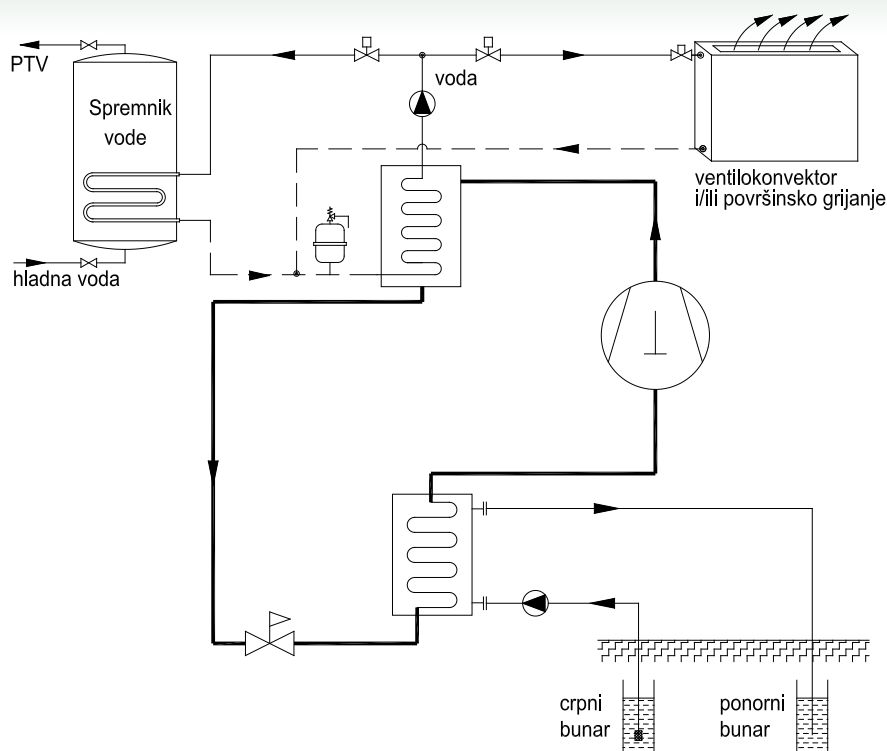 PTV
Spremnik
vode
hladna voda
voda
ventilokonvektor
i/ili površinsko grijanje
crpni
bunar
ponorni
bunar